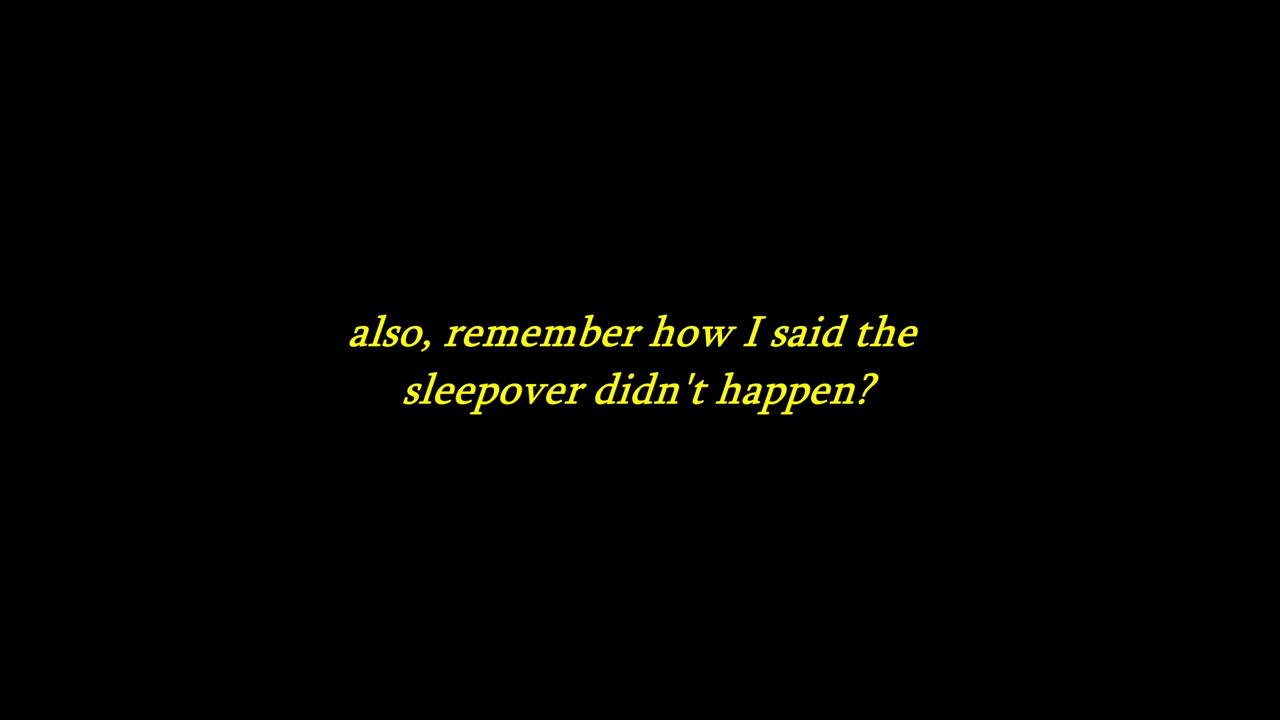 also, remember how I said the
sleepover didn't happen?